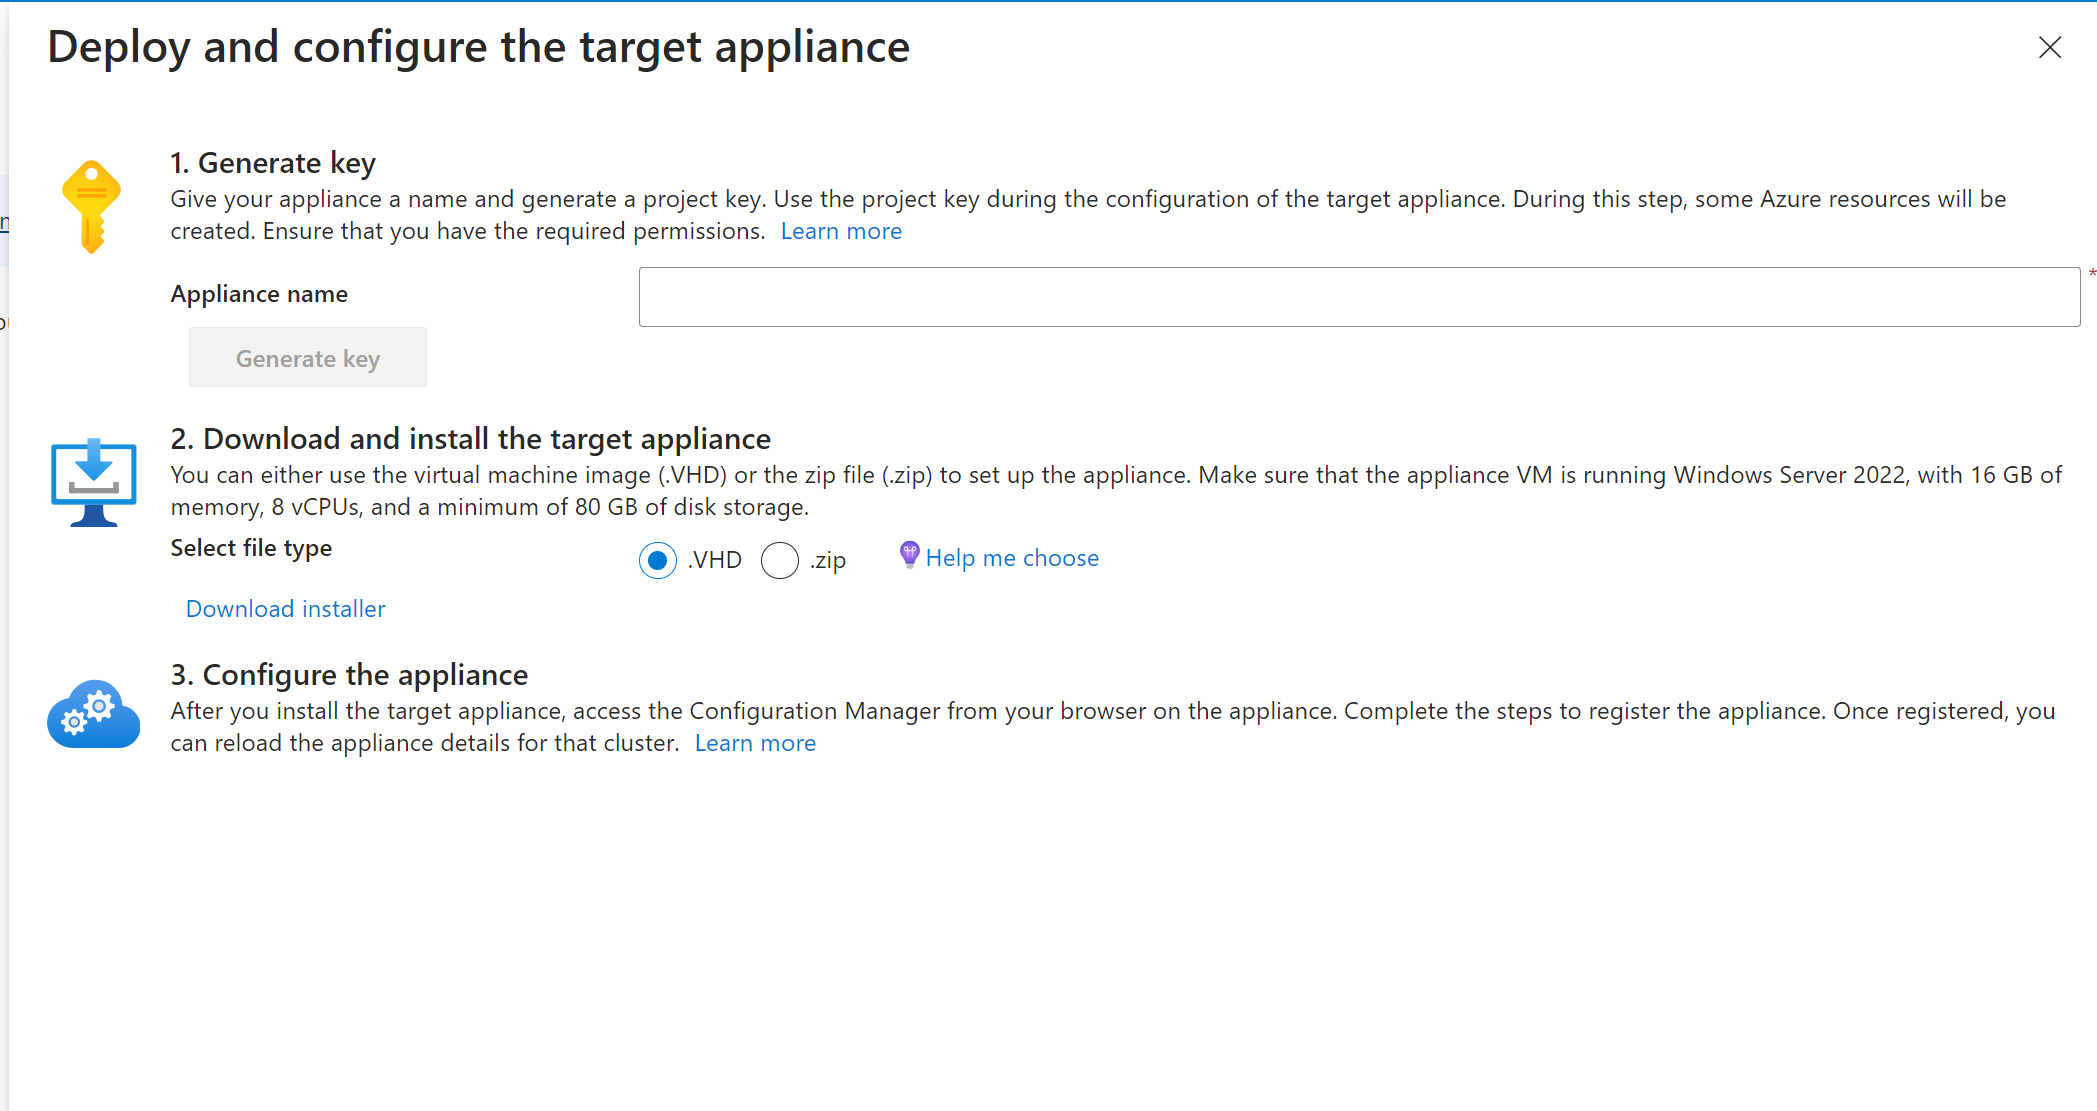 Deploy and configure the target appliance
1. Generate key
Give your appliance a name and generate a project key. Use the project key during the configuration of the target appliance. During this step, some Azure resources will be
created. Ensure that you have the required permissions. Learn more
Appliance name
*
Generate key
2. Download and install the target appliance
You can either use the virtual machine image (.VHD) or the zip file (.zip) to set up the appliance. Make sure that the appliance VM is running Windows Server 2022, with 16 GB of
memory, 8 vCPUs, and a minimum of 80 GB of disk storage.
Select file type
.VHD .zip Help me choose
Download installer
3. Configure the appliance
After you install the target appliance, access the Configuration Manager from your browser on the appliance. Complete the steps to register the appliance. Once registered, you
can reload the appliance details for that cluster. Learn more